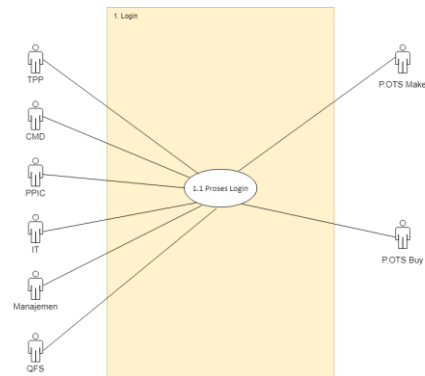 1. Login
TPP
P.OTS Make
CMD
PPIC
1.1 Proses Login
IT
P.OTS Buy
Manajemen
QFS